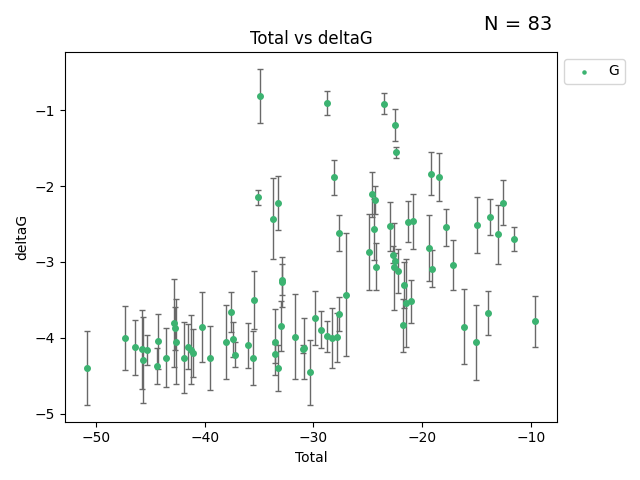 N = 83
Total vs deltaG
G
deltaG
−1
−2
−3
−4
−5
−50
−40
−30
−20
−10
Total